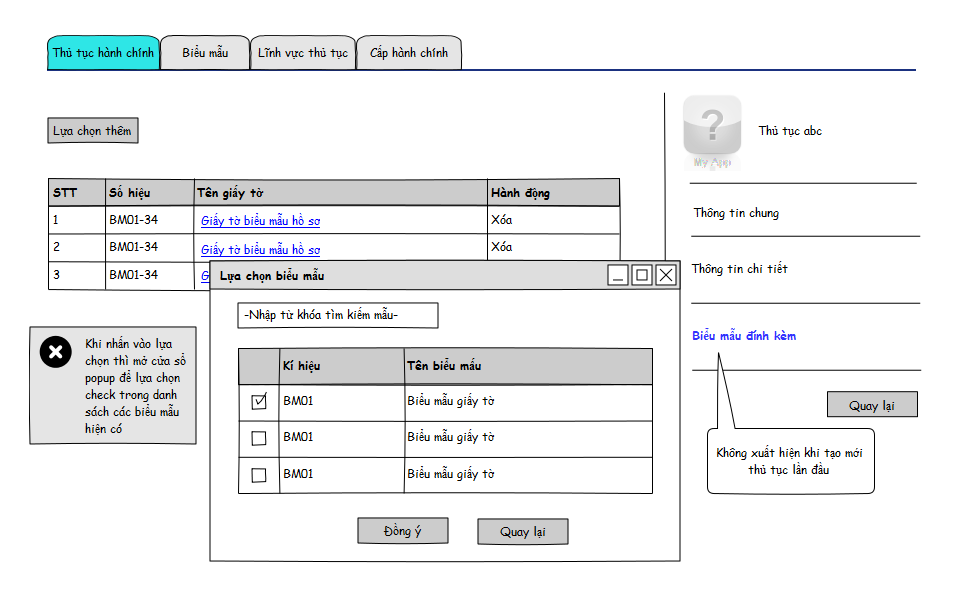 Thủ tục hành chính Biểu mẫu Lĩnh vực thủ tục Cấp hành chính
Lựa chọn thêm
My App
Thủ tục abc
STT Số hiệu Tên giấy tờ Hành động
1 BM01-34 Giấy tờ biểu mẫu hồ sơ Xóa
2 BM01-34 Giấy tờ biểu mẫu hồ sơ Xóa
3 BM01-34
Thông tin chung
Thông tin chi tiết
Biểu mẫu đính kèm
Quay lại
Không xuất hiện khi tạo mới
thủ tục lần đầu
Khi nhấn vào lựa
chọn thì mở cửa sổ
popup để lựa chọn
check trong danh
sách các biểu mẫu
hiện có
Lựa chọn biểu mẫu
-Nhập từ khóa tìm kiếm mẫu-
Kí hiệu Tên biểu mấu
BM01 Biểu mẫu giấy tờ
BM01 Biểu mẫu giấy tờ
BM01 Biểu mẫu giấy tờ
Đồng ý Quay lại